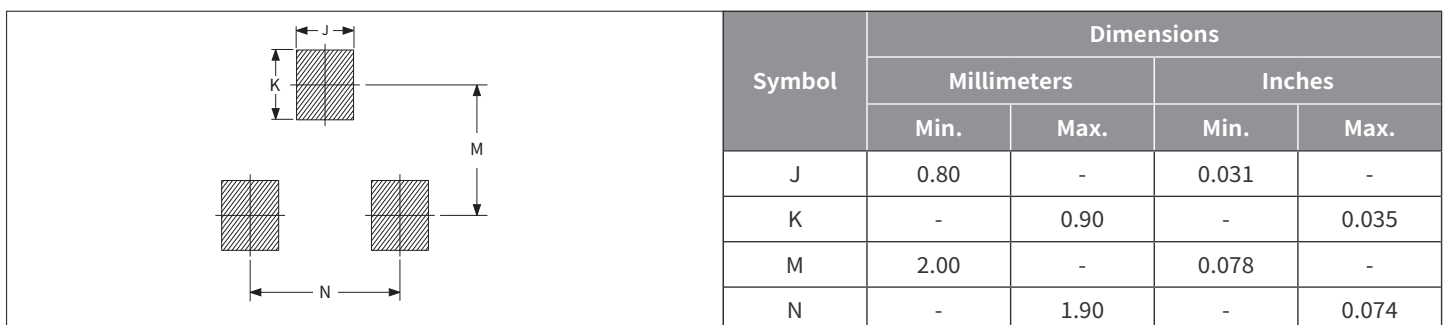 J
K
M
N
Symbol Dimensions
Millimeters Inches
Min. Max. Min. Max.
J 0.80 - 0.031 -
K - 0.90 - 0.035
M 2.00 - 0.078 -
N - 1.90 - 0.074